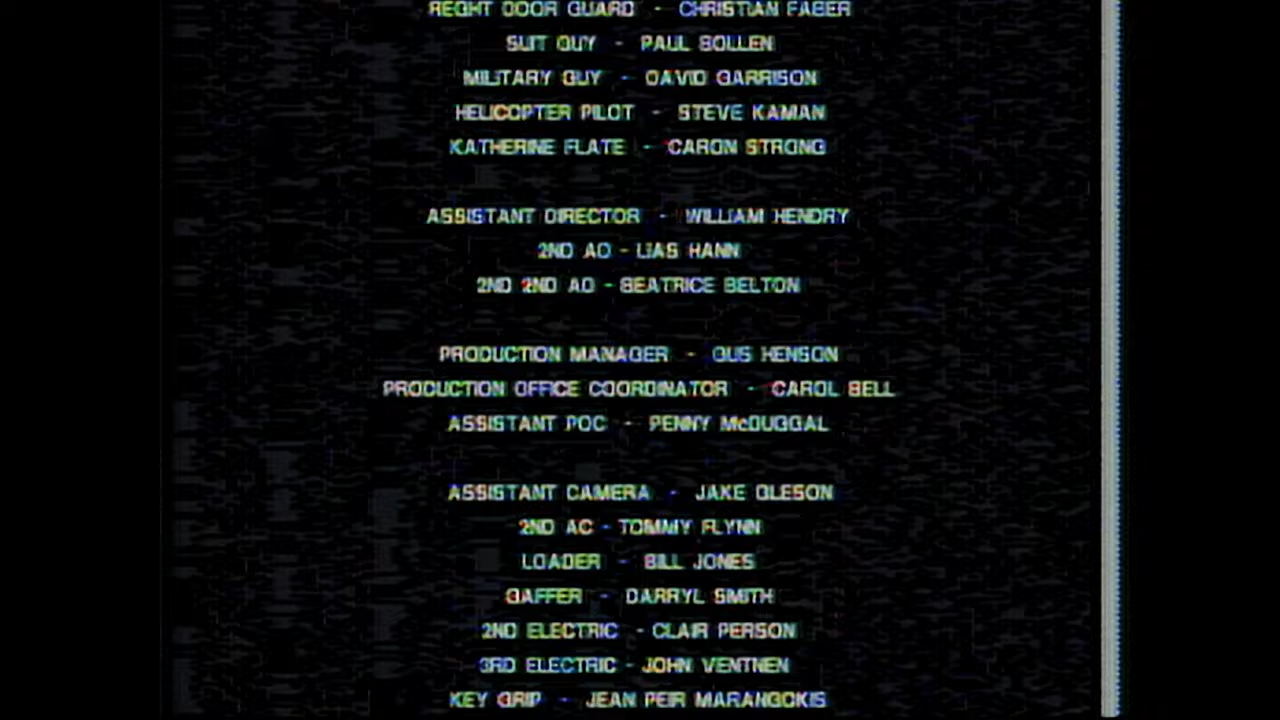 REGHT DOOR GUARD - CHRISTIAN FABER
SUIT GUY - PAUL BOLLEN
MILITARY GUY - DAVID GARRISON
HELICOPTER PILOT - STEVE KAMAN
KATHERINE FLATE - CARON STRONG
ASSISTANT DIRECTOR - WILLIAM HENDRY
2ND AD - LIAS HANN
2ND 2ND AD - BEATRICE BELTON
PRODUCTION MANAGER - GUS HENSON
PRODUCTION OFFICE COORDINATOR - CAROL BELL
ASSISTANT POC - PENNY McDUGGAL
ASSISTANT CAMERA - JAKE OLESON
2ND AC - TOMMY FLYNN
LOADER - BILL JONES
GAFFER - DARRYL SMITH
2ND ELECTRIC - CLAIR PERSON
3RD ELECTRIC - JOHN VENTNEN
KEY GRIP - JEAN PEIR MARANGOKIS